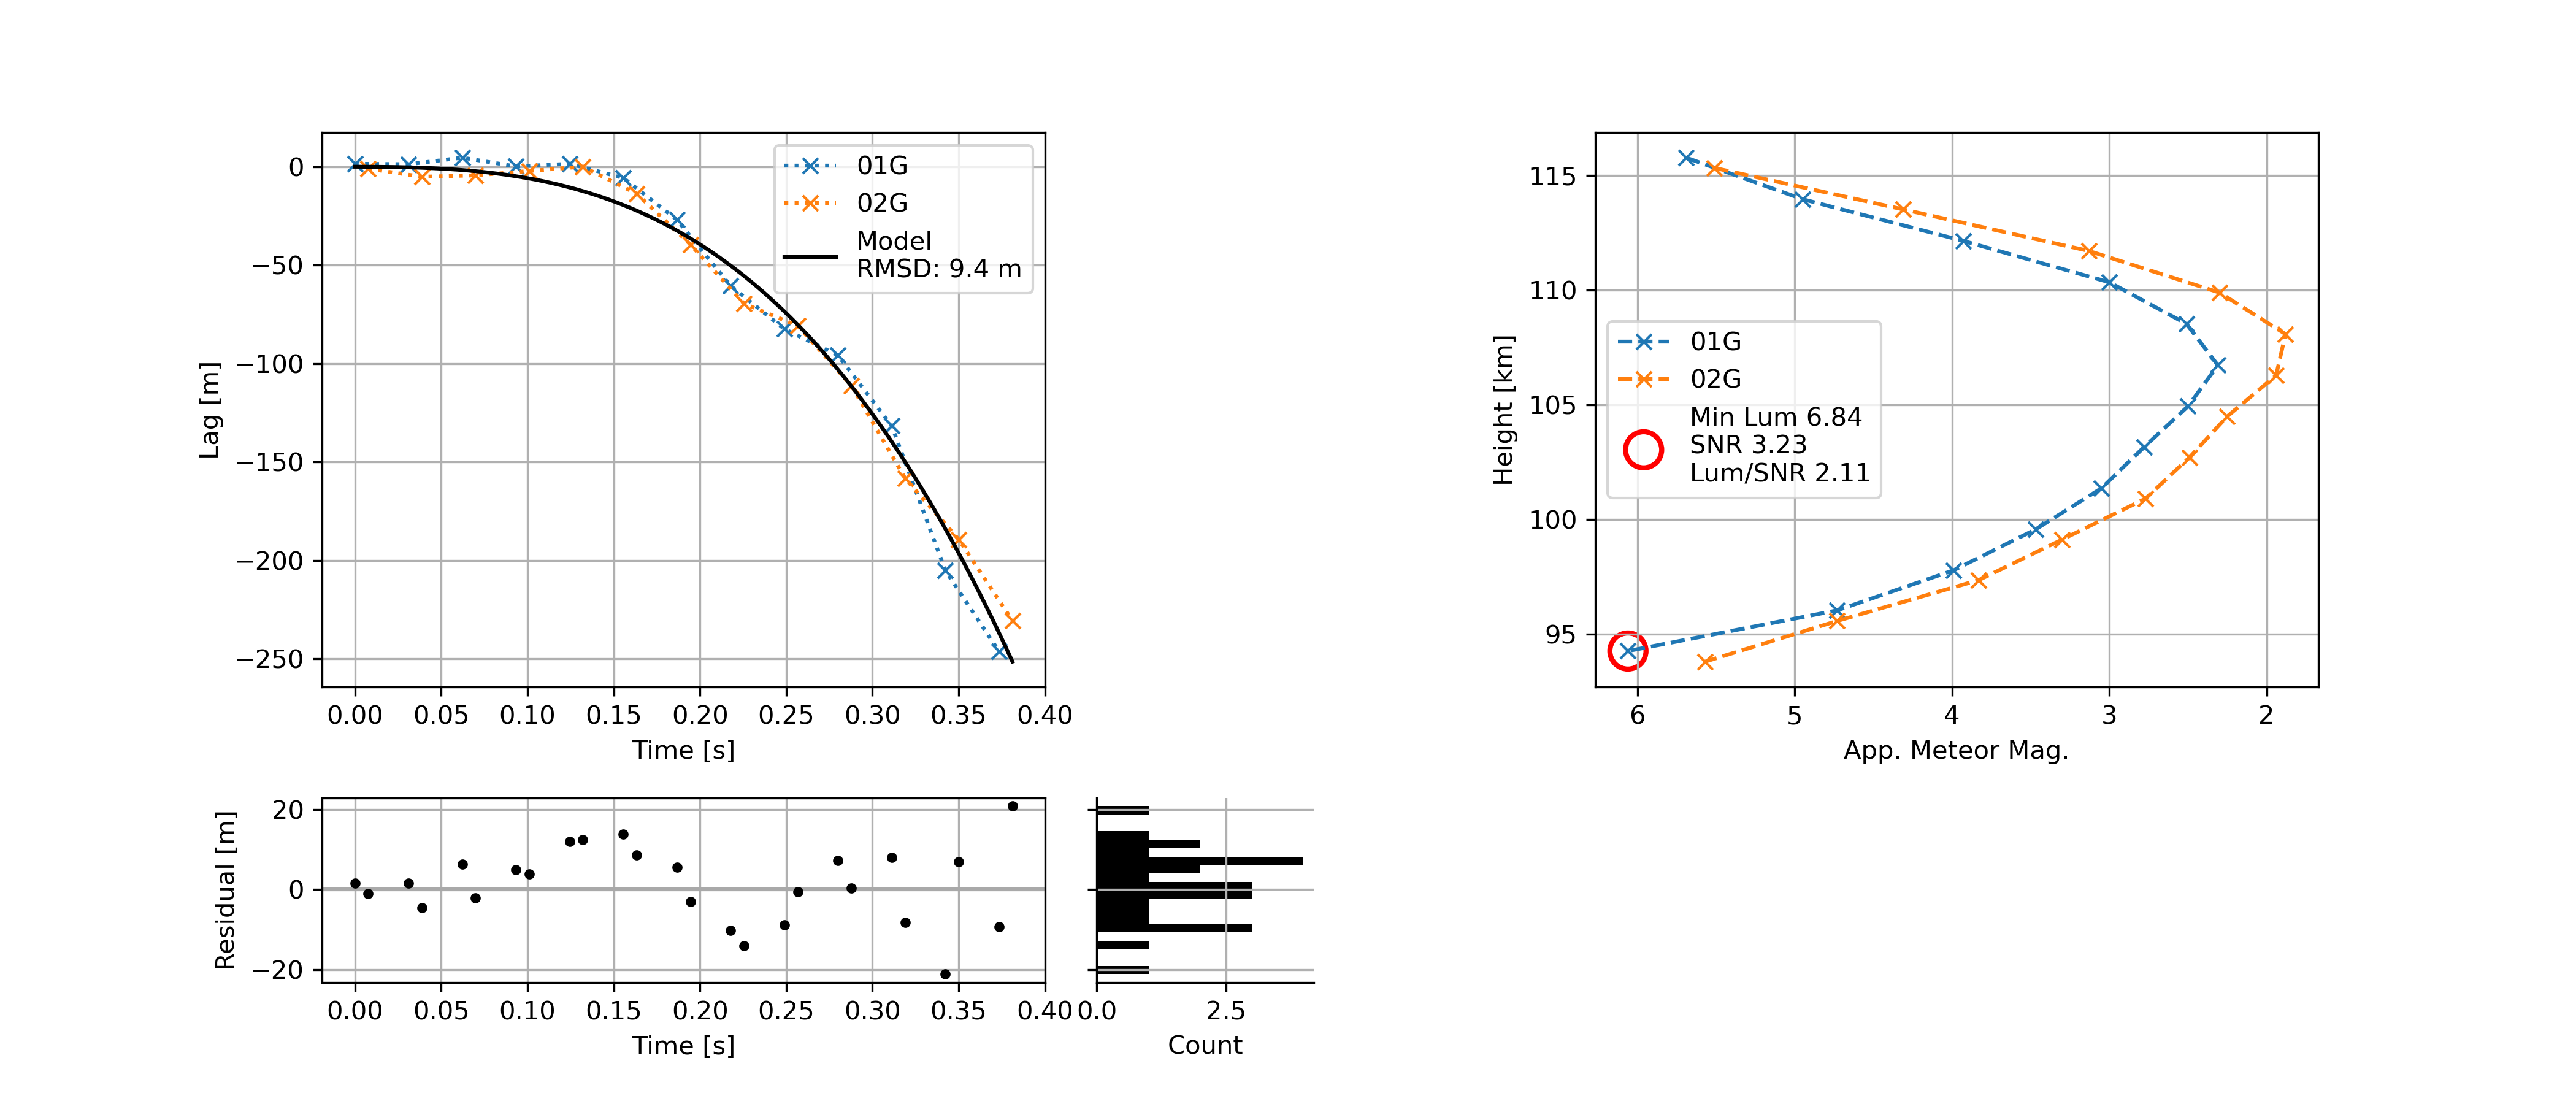 0
−50
−100
−150
−200
−250
Lag [m]
01G
02G
Model
RMSD: 9.4 m
0.00 0.05 0.10 0.15 0.20 0.25 0.30 0.35 0.40
Time [s]
115
110
105
100
95
Height [km]
01G
02G
Min Lum 6.84
SNR 3.23
Lum/SNR 2.11
6 5 4 3 2
App. Meteor Mag.
20
0
−20
Residual [m]
0.00 0.05 0.10 0.15 0.20 0.25 0.30 0.35 0.40
Time [s]
0.0 2.5
Count